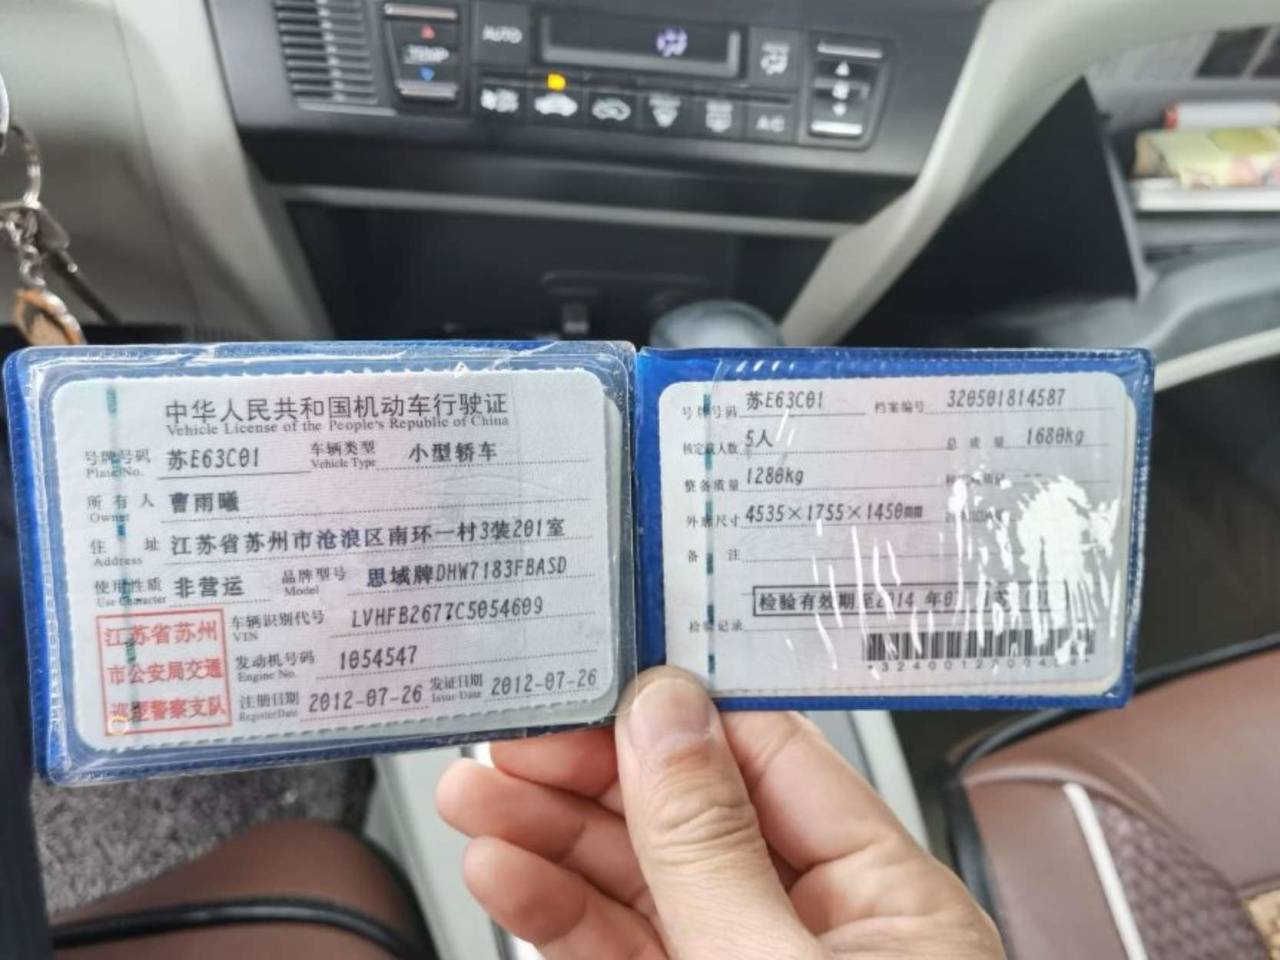 AUTO
TEMP
A/C
中华人民共和国机动车行驶证
Vehicle License of the People's Republic of China
号牌号码 苏E63C01 车辆类型 小型轿车
Plate No. Vehicle Type
所有人 曹雨曦
Owner
住址 江苏省苏州市沧浪区南环一村3装201室
Address
使用性质 非营运 品牌型号 思域牌DHW7183FBASD
Use Character Model
江苏省苏州
市公安局交通
巡逻警察支队
车辆识别代号 LVHFB2677C5054609
VIN
发动机号码 1054547
Engine No.
注册日期 2012-07-26 发证日期 2012-07-26
Register Date Issue Date
号牌号码 苏E63C01 档案编号 320501814587
核定载人数 5人 总质量 1680kg
整备质量 1280kg
外廓尺寸 4535×1755×1450mm
备注
检验有效期至2014年
检验记录